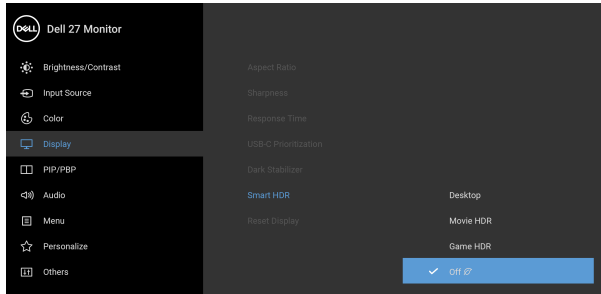 DELL Dell 27 Monitor
Brightness/Contrast Aspect Ratio
Input Source Sharpness
Color Response Time
Display USB-C Prioritization
PIP/PBP Dark Stabilizer
Audio Smart HDR Desktop
Menu Reset Display Movie HDR
Personalize Game HDR
Others Off